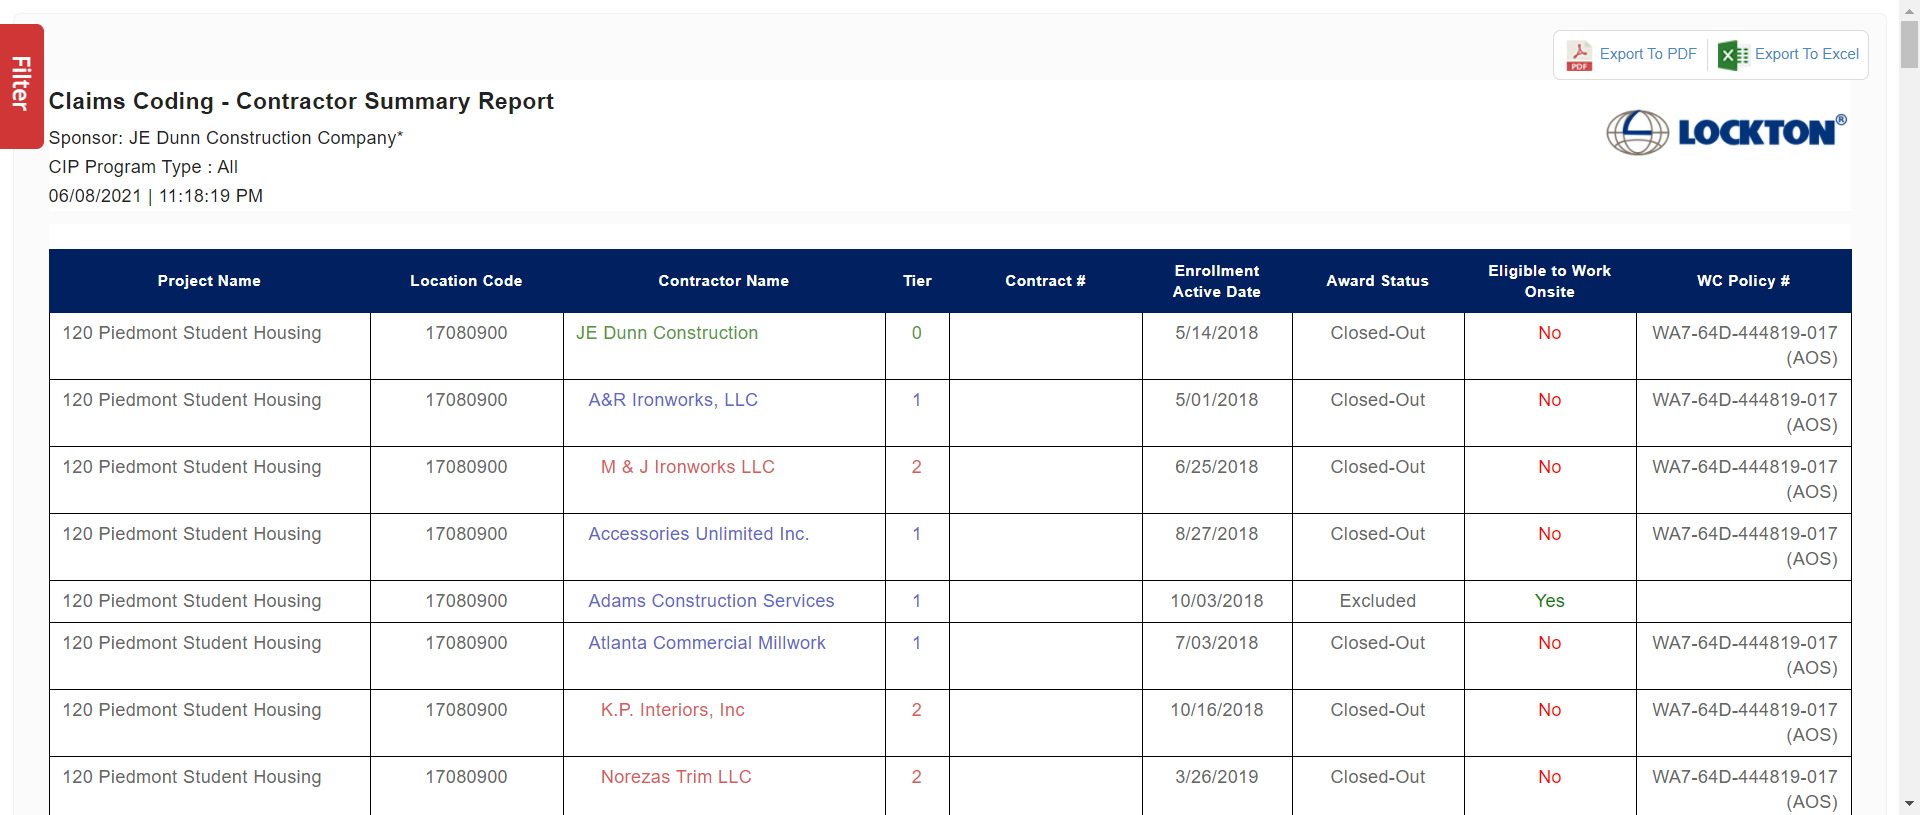 Filter
Export To PDF
Export To Excel
Claims Coding - Contractor Summary Report
Sponsor: JE Dunn Construction Company*
CIP Program Type : All
06/08/2021 | 11:18:19 PM
LOCKTON®
Project Name Location Code Contractor Name Tier Contract # Enrollment Active Date Award Status Eligible to Work Onsite WC Policy #
120 Piedmont Student Housing 17080900 JE Dunn Construction 0 5/14/2018 Closed-Out No WA7-64D-444819-017 (AOS)
120 Piedmont Student Housing 17080900 A&R Ironworks, LLC 1 5/01/2018 Closed-Out No WA7-64D-444819-017 (AOS)
120 Piedmont Student Housing 17080900 M & J Ironworks LLC 2 6/25/2018 Closed-Out No WA7-64D-444819-017 (AOS)
120 Piedmont Student Housing 17080900 Accessories Unlimited Inc. 1 8/27/2018 Closed-Out No WA7-64D-444819-017 (AOS)
120 Piedmont Student Housing 17080900 Adams Construction Services 1 10/03/2018 Excluded Yes
120 Piedmont Student Housing 17080900 Atlanta Commercial Millwork 1 7/03/2018 Closed-Out No WA7-64D-444819-017 (AOS)
120 Piedmont Student Housing 17080900 K.P. Interiors, Inc 2 10/16/2018 Closed-Out No WA7-64D-444819-017 (AOS)
120 Piedmont Student Housing 17080900 Norezas Trim LLC 2 3/26/2019 Closed-Out No WA7-64D-444819-017 (AOS)